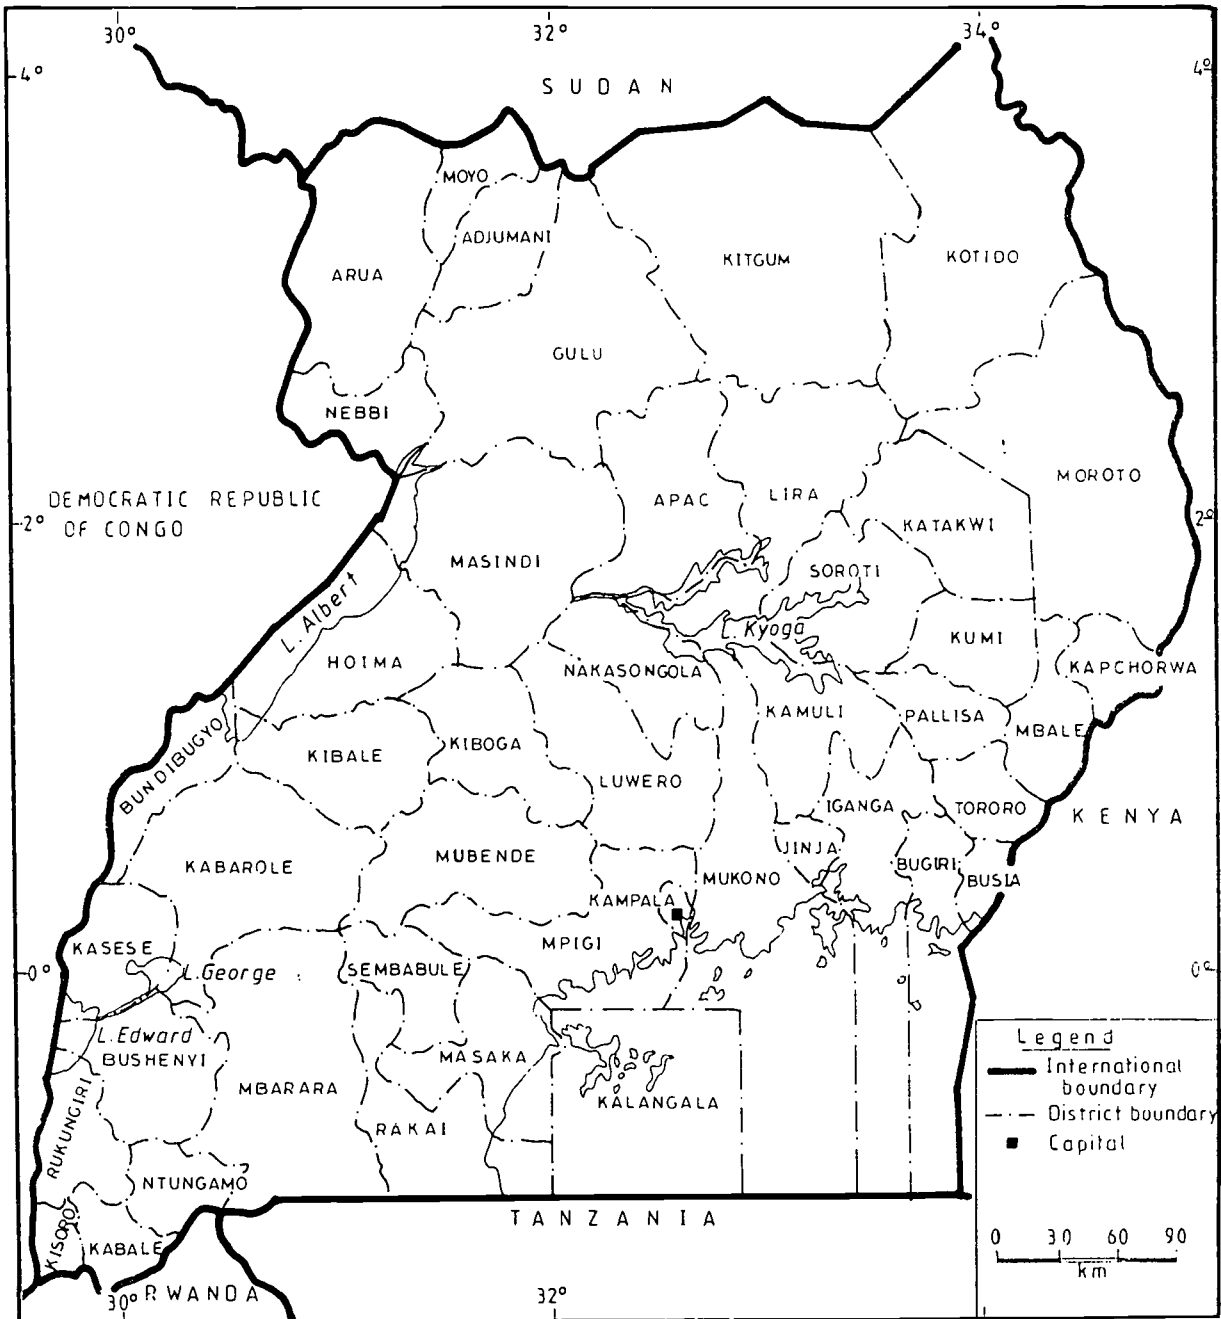 30°
32°
34°
4°
SUDAN
4º
MOYO
ADJUMANI
ARUA
KITGUM
KOTIDO
GULU
NEBBI
DEMOCRATIC REPUBLIC
OF CONGO
2°
APAC
LIRA
MOROTO
KATAKWI
2º
MASINDI
SOROTI
L. Albert
L. Kyoga
KUMI
HOIMA
NAKASONGOLA
KAPCHORWA
KAMULI
PALLISA
MBALE
BUNDIBUGYO
KIBALE
KIBOGA
LUWERO
IGANGA
TORORO
KENYA
KABAROLE
MUBENDE
JINJA
BUGIRI
BUSIA
MUKONO
KAMPALA
KASESE
MPIGI
0°
L.George
SEMBABULE
0º
L.Edward
BUSHENYI
MASAKA
MBARARA
KALANGALA
RAKAI
RUKUNGIRI
NTUNGAMO
KISORO
KABALE
TANZANIA
RWANDA
30°
32°
Legend
International
boundary
District boundary
Capital
0 30 60 90
km